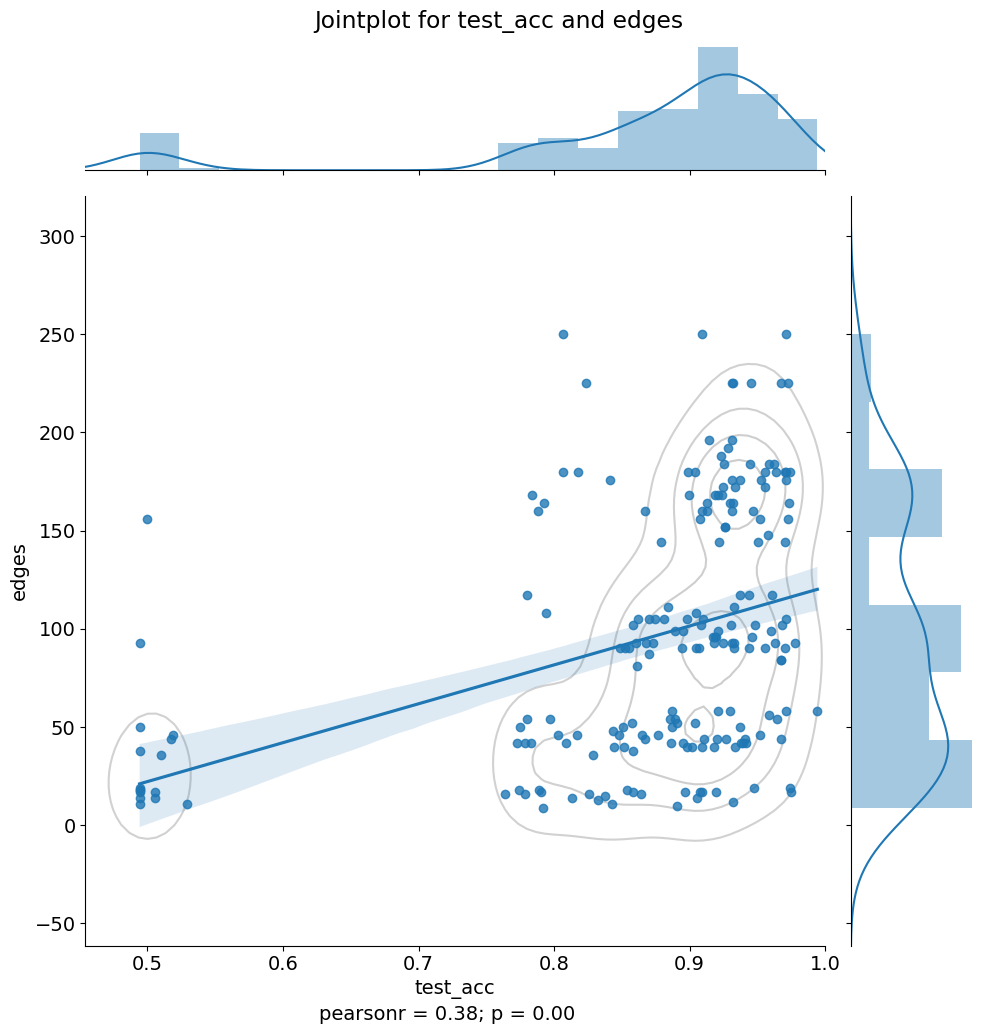 Jointplot for test_acc and edges
300
250
200
150
100
50
0
−50
edges
0.5 0.6 0.7 0.8 0.9 1.0
test_acc
pearsonr = 0.38; p = 0.00